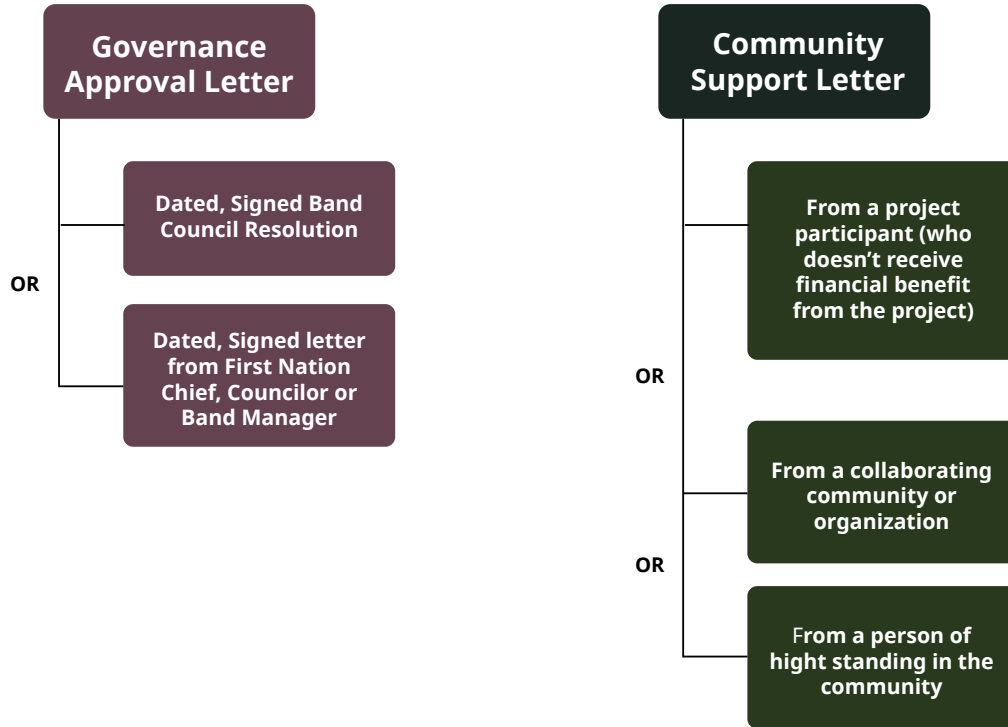 Governance
Approval Letter
Dated, Signed Band
Council Resolution
OR
Dated, Signed letter
from First Nation
Chief, Councilor or
Band Manager
Community
Support Letter
From a project
participant (who
doesn’t receive
financial benefit
from the project)
OR
From a collaborating
community or
organization
OR
From a person of
hight standing in the
community